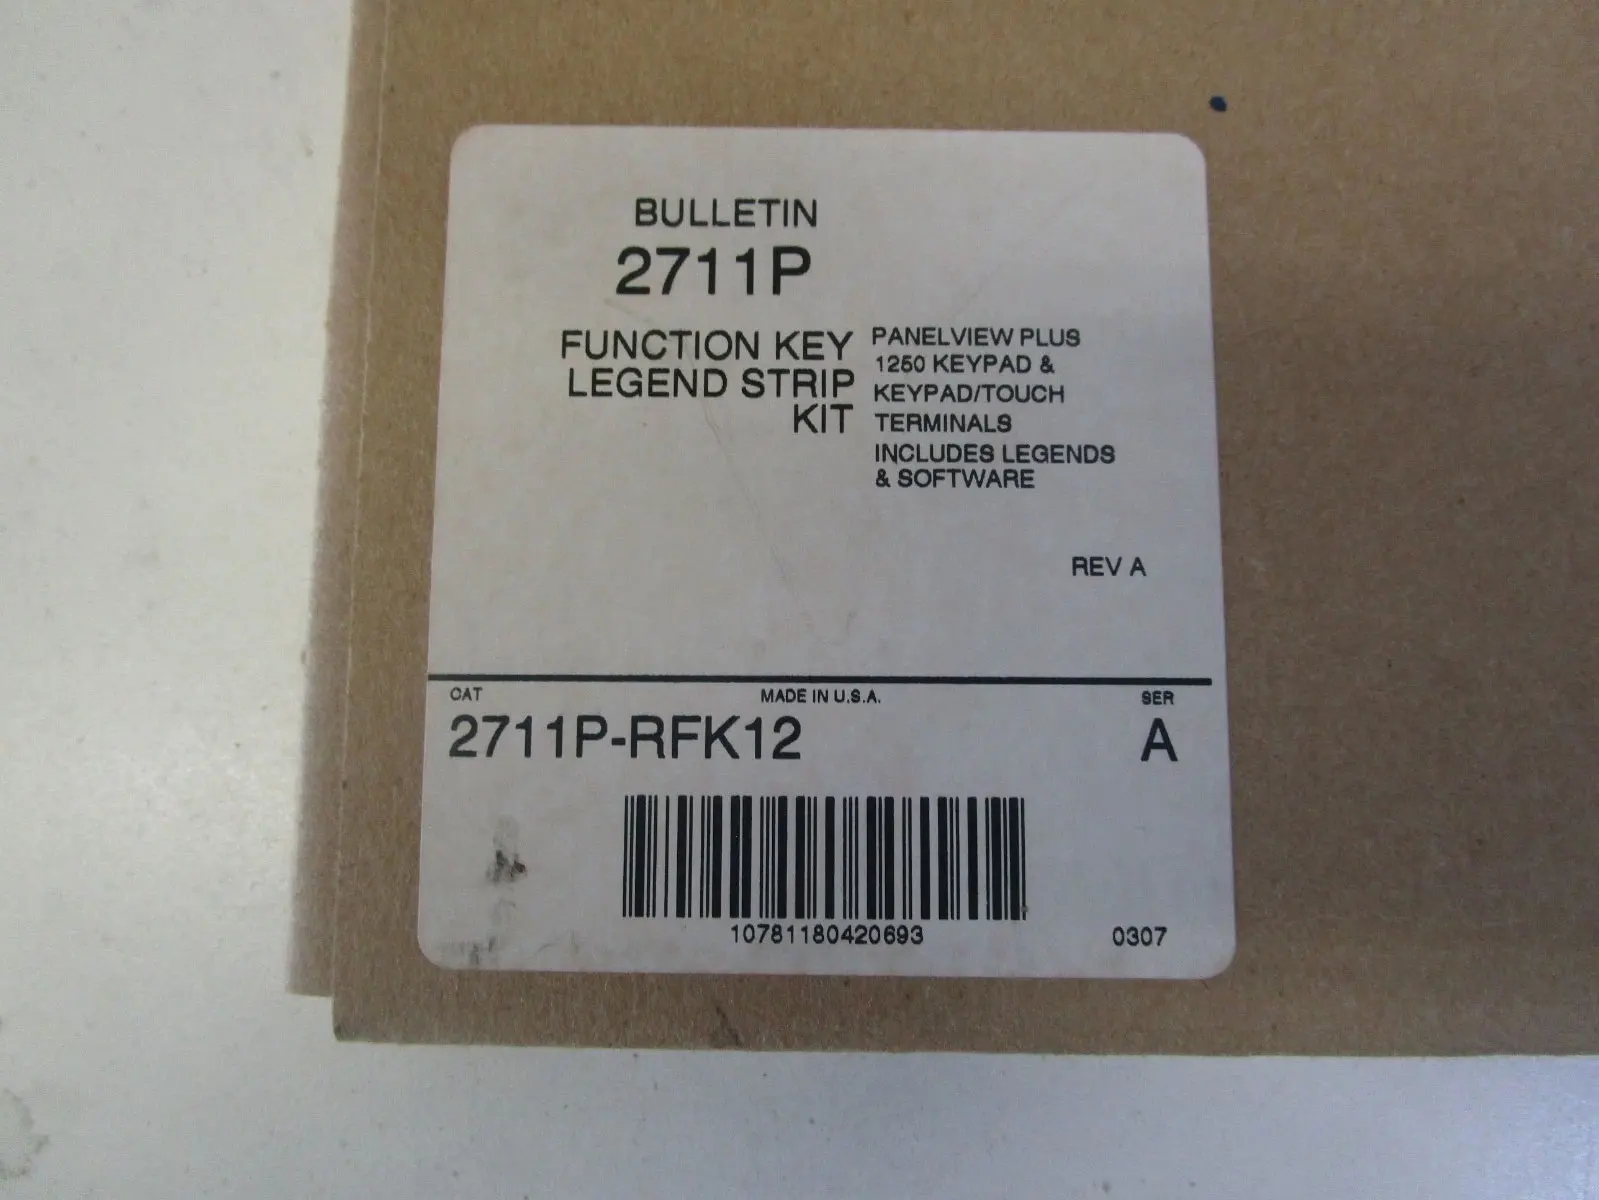 BULLETIN
2711P
FUNCTION KEY
LEGEND STRIP
KIT
PANELVIEW PLUS
1250 KEYPAD &
KEYPAD/TOUCH
TERMINALS
INCLUDES LEGENDS
& SOFTWARE
REV A
CAT
MADE IN U.S.A.
SER
2711P-RFK12
A
10781180420693
0307